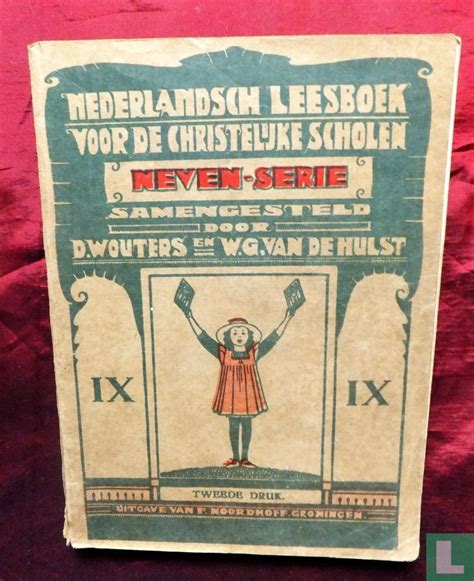 NEDERLANDSCH LEESBOEK
VOOR DE CHRISTELIJKE SCHOLEN
NEVEN-SERIE
SAMENGESTELD
DOOR
D. WOUTERS EN W.G. VAN DE HULST
IX IX
TWEEDE DRUK.
UITGAVE VAN P. NOORDHOFF. GRONINGEN.
L